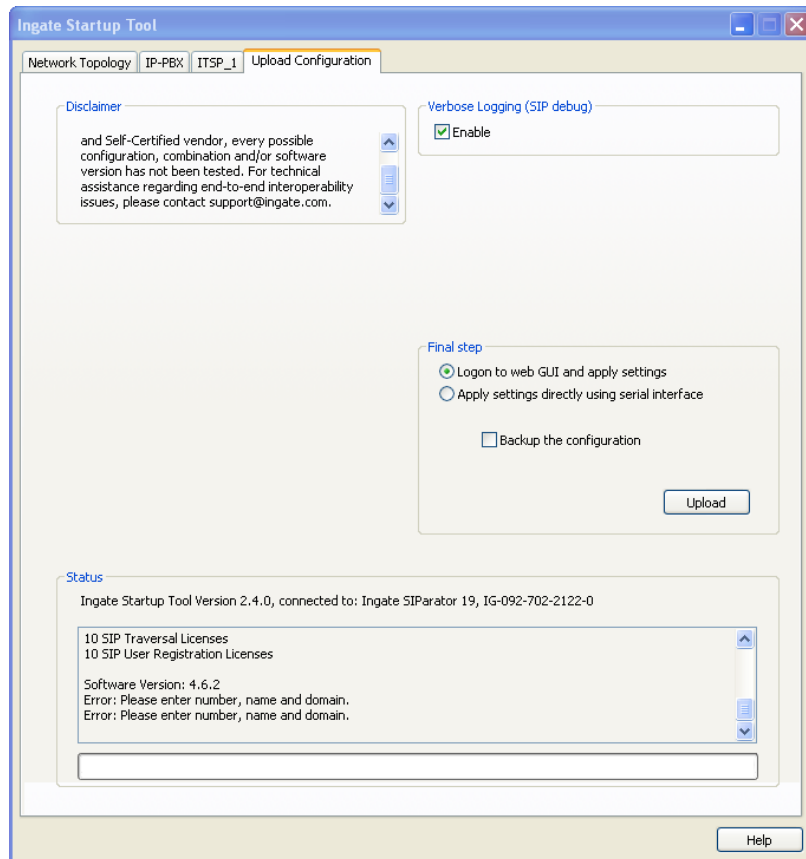 Ingate Startup Tool
Network Topology IP-PBX ITSP_1 Upload Configuration
Disclaimer
and Self-Certified vendor, every possible
configuration, combination and/or software
version has not been tested. For technical
assistance regarding end-to-end interoperability
issues, please contact support@ingate.com.
Verbose Logging (SIP debug)
Enable
Final step
Logon to web GUI and apply settings
Apply settings directly using serial interface
Backup the configuration
Upload
Status
Ingate Startup Tool Version 2.4.0, connected to: Ingate SIParator 19, IG-092-702-2122-0
10 SIP Traversal Licenses
10 SIP User Registration Licenses
Software Version: 4.6.2
Error: Please enter number, name and domain.
Error: Please enter number, name and domain.
Help